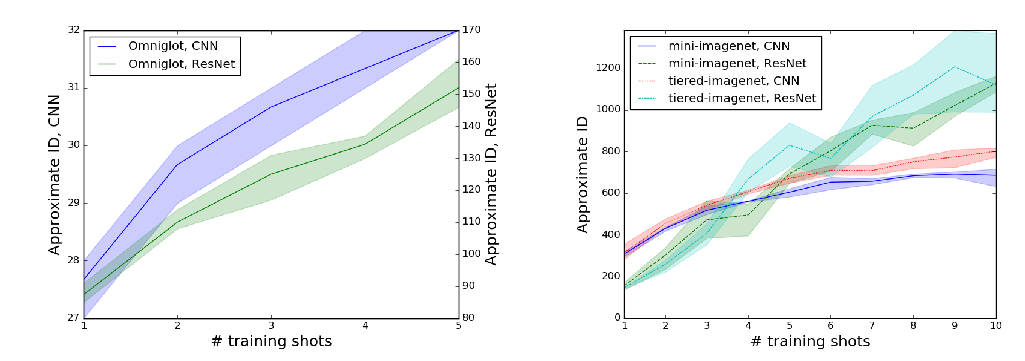 Omniglot, CNN
Omniglot, ResNet
32
31
30
29
28
27
Approximate ID, CNN
170
160
150
140
130
120
110
100
90
80
Approximate ID, ResNet
1 2 3 4 5
# training shots
mini-imagenet, CNN
mini-imagenet, ResNet
tiered-imagenet, CNN
tiered-imagenet, ResNet
1200
1000
800
600
400
200
0
Approximate ID
1 2 3 4 5 6 7 8 9 10
# training shots